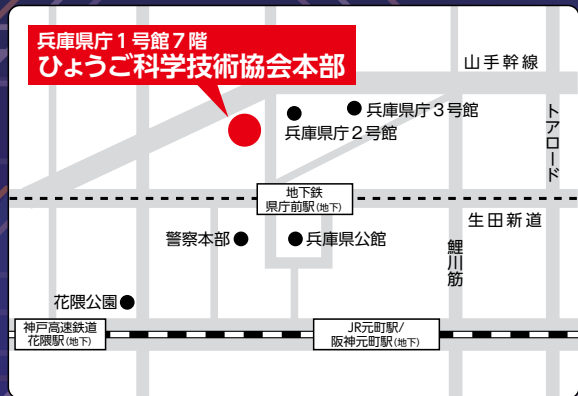 兵庫県庁1号館7階
ひょうご科学技術協会本部
山手幹線
兵庫県庁3号館
兵庫県庁2号館
トアロード
地下鉄
県庁前駅(地下)
生田新道
警察本部
兵庫県公館
鯉川筋
花隈公園
神戸高速鉄道
花隈駅(地下)
JR元町駅/
阪神元町駅(地下)